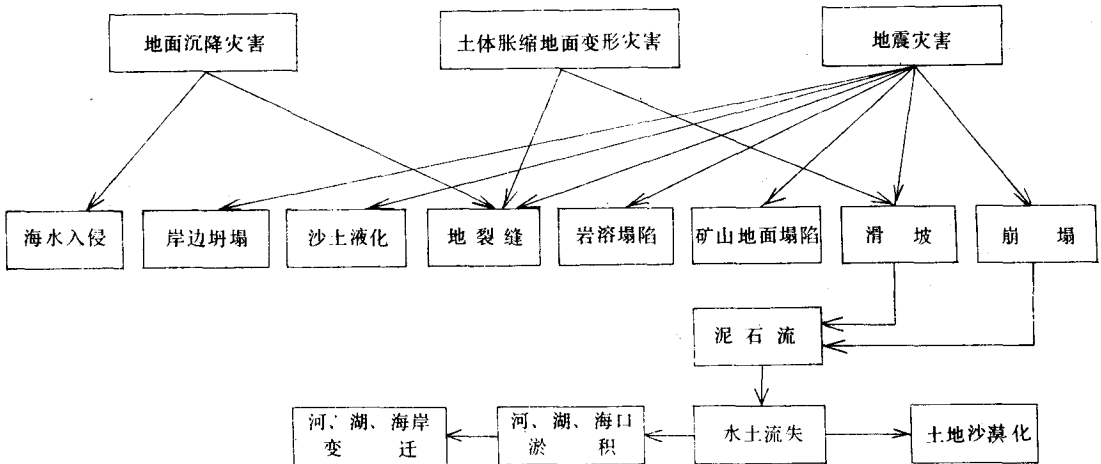 地面沉降灾害
土体胀缩地面变形灾害
地震灾害
海水入侵
岸边坍塌
沙土液化
地裂缝
岩溶塌陷
矿山地面塌陷
滑坡
崩塌
泥石流
河、湖、海岸
变迁
河、湖、海口
淤积
水土流失
土地沙漠化